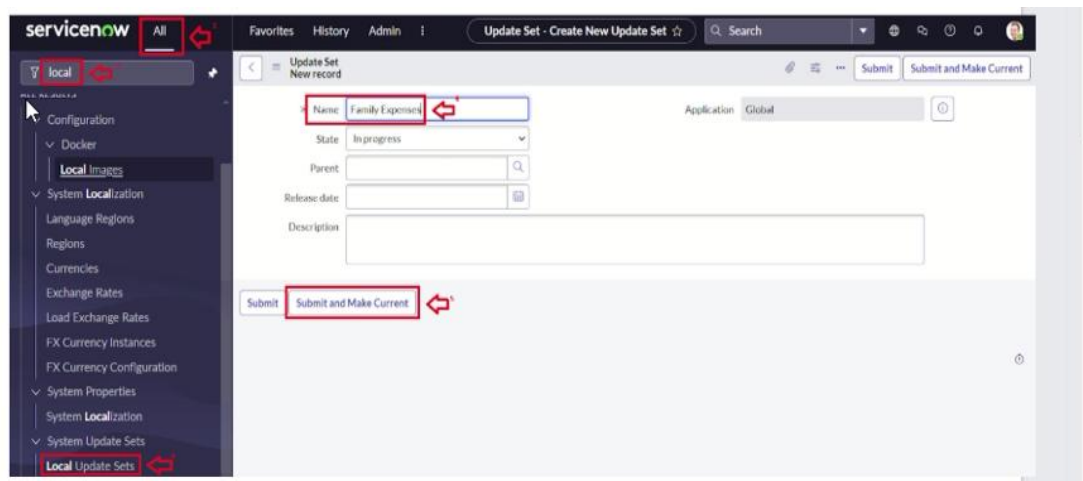 servicenow All Favorites History Admin Update Set - Create New Update Set Search
local
Update Set
New record
Submit Submit and Make Current
Configuration
Docker
Local Images
System Localization
Language Regions
Regions
Currencies
Exchange Rates
Load Exchange Rates
FX Currency Instances
FX Currency Configuration
System Properties
System Localization
System Update Sets
Local Update Sets
Name Family Expenses
Application Global
State In progress
Parent
Release date
Description
Submit Submit and Make Current